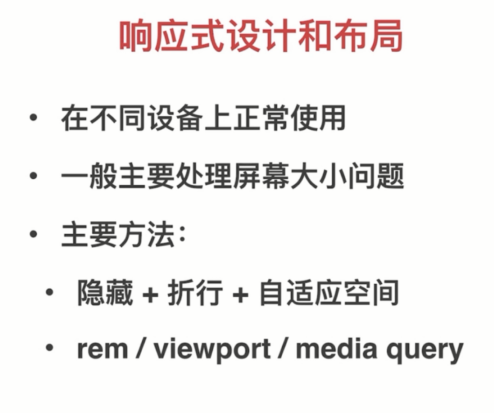 响应式设计和布局
• 在不同设备上正常使用
• 一般主要处理屏幕大小问题
• 主要方法：
• 隐藏 + 折行 + 自适应空间
• rem / viewport / media query